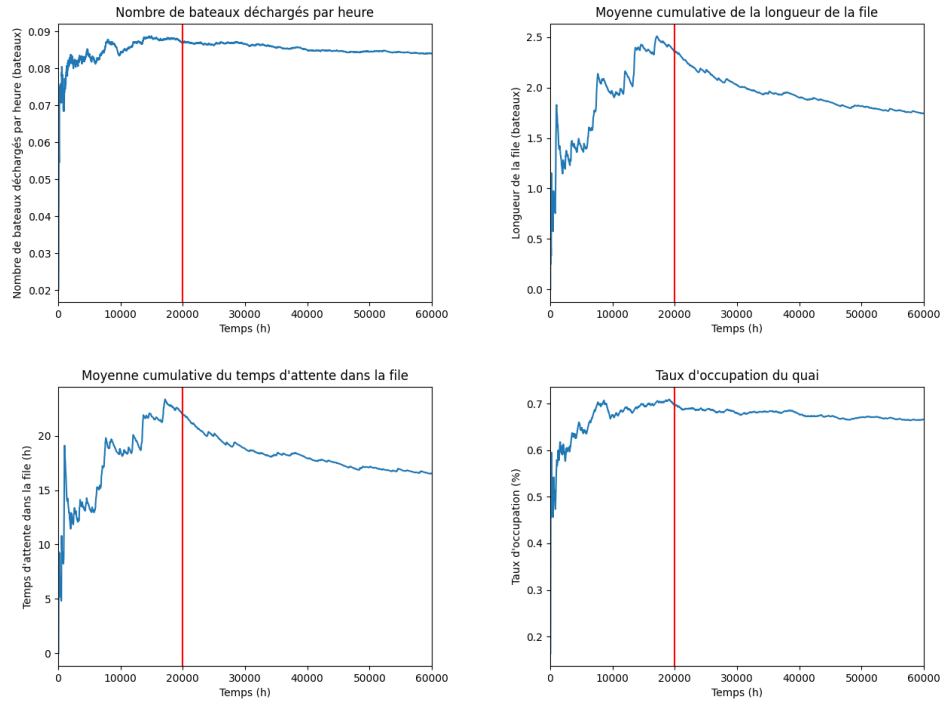 Nombre de bateaux déchargés par heure
Nombre de bateaux déchargés par heure (bateaux)
0.09
0.08
0.07
0.06
0.05
0.04
0.03
0.02
0 10000 20000 30000 40000 50000 60000
Temps (h)
Moyenne cumulative de la longueur de la file
Longueur de la file (bateaux)
2.5
2.0
1.5
1.0
0.5
0.0
0 10000 20000 30000 40000 50000 60000
Temps (h)
Moyenne cumulative du temps d'attente dans la file
Temps d'attente dans la file (h)
20
15
10
5
0
0 10000 20000 30000 40000 50000 60000
Temps (h)
Taux d'occupation du quai
Taux d'occupation (%)
0.7
0.6
0.5
0.4
0.3
0.2
0 10000 20000 30000 40000 50000 60000
Temps (h)